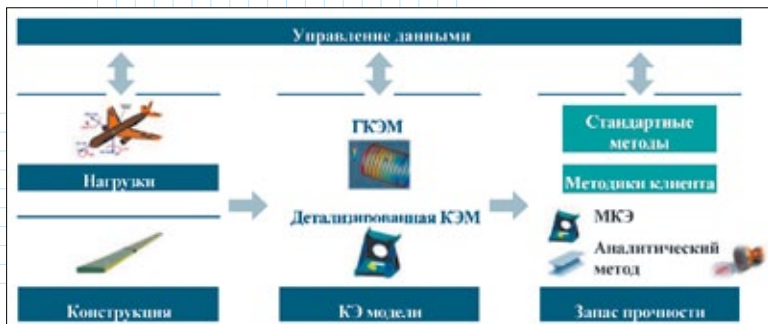 Управление данными
Нагрузки
Конструкция
ГКЭМ
Детализированная КЭМ
КЭ модели
Стандартные
методы
Методики клиента
МКЭ
Аналитический
метод
Запас прочности